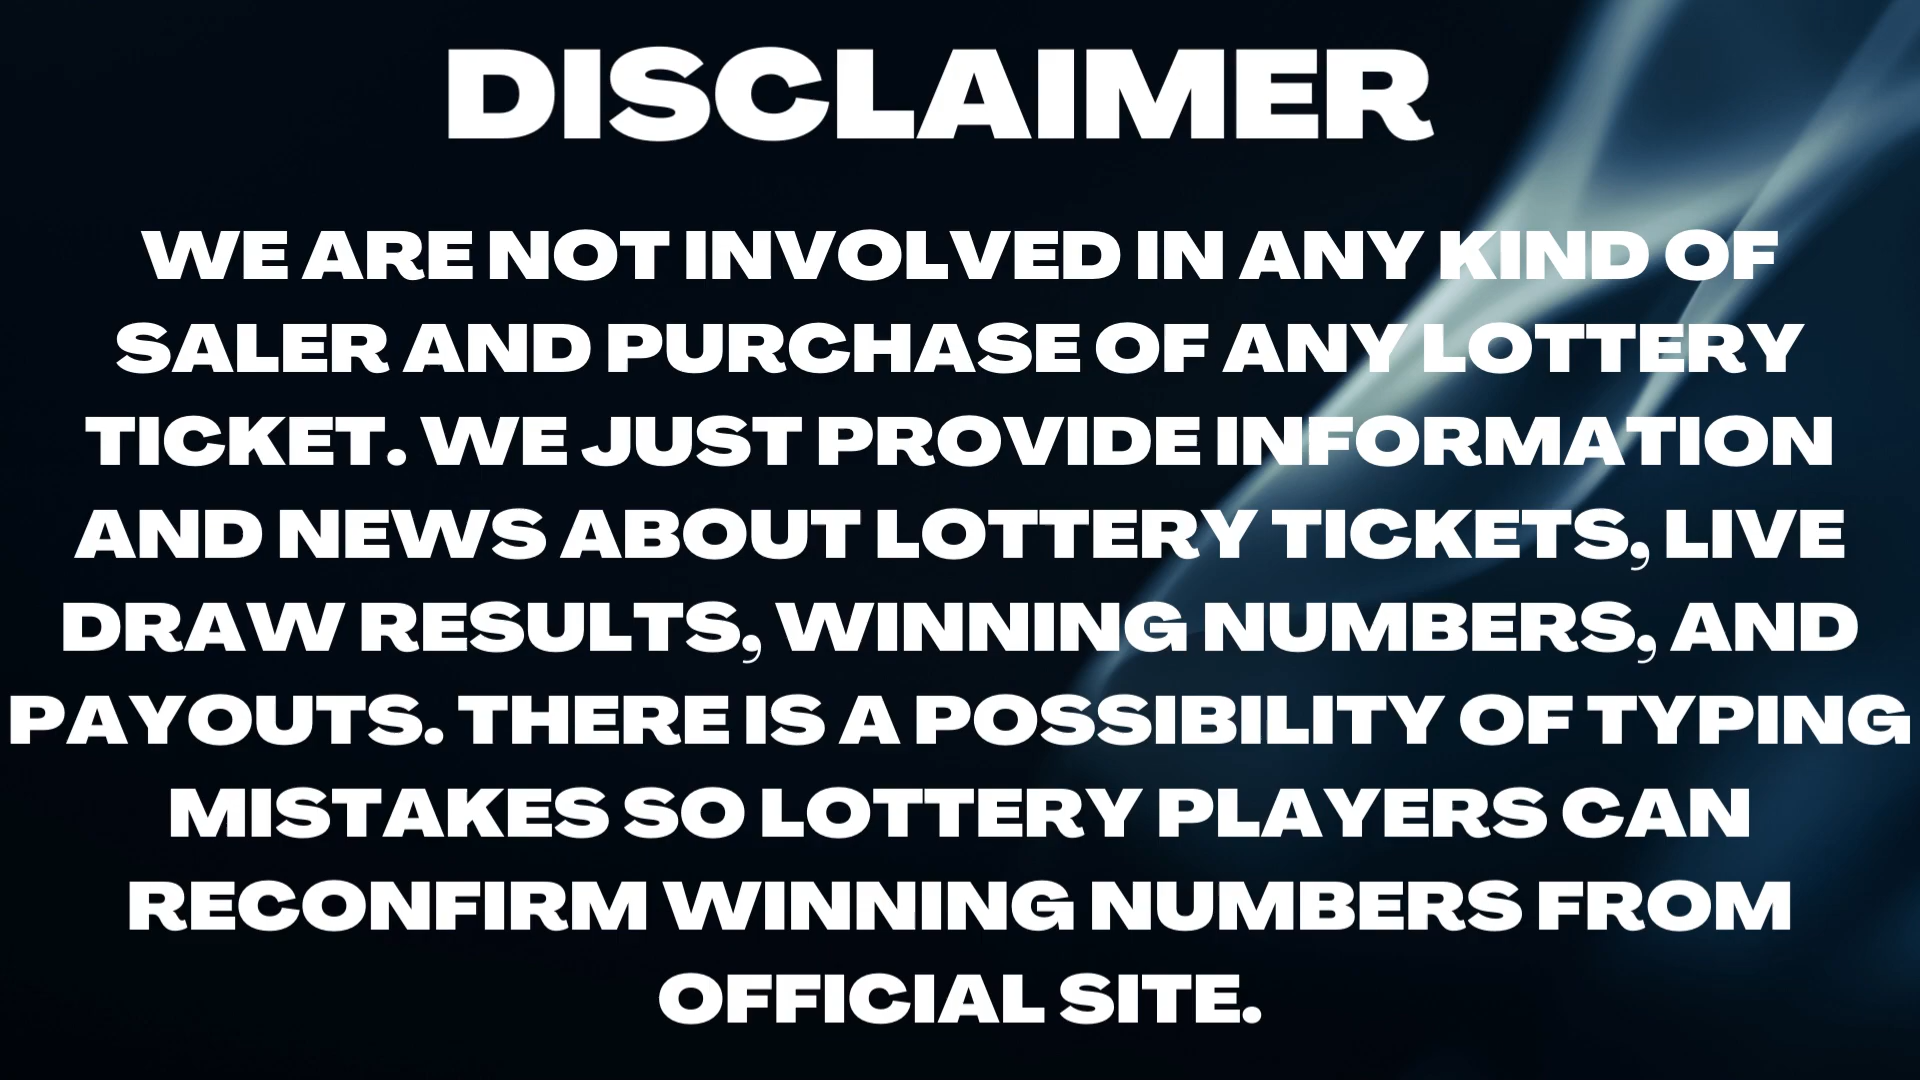 DISCLAIMER
WE ARE NOT INVOLVED IN ANY KIND OF
SALER AND PURCHASE OF ANY LOTTERY
TICKET. WE JUST PROVIDE INFORMATION
AND NEWS ABOUT LOTTERY TICKETS, LIVE
DRAW RESULTS, WINNING NUMBERS, AND
PAYOUTS. THERE IS A POSSIBILITY OF TYPING
MISTAKES SO LOTTERY PLAYERS CAN
RECONFIRM WINNING NUMBERS FROM
OFFICIAL SITE.